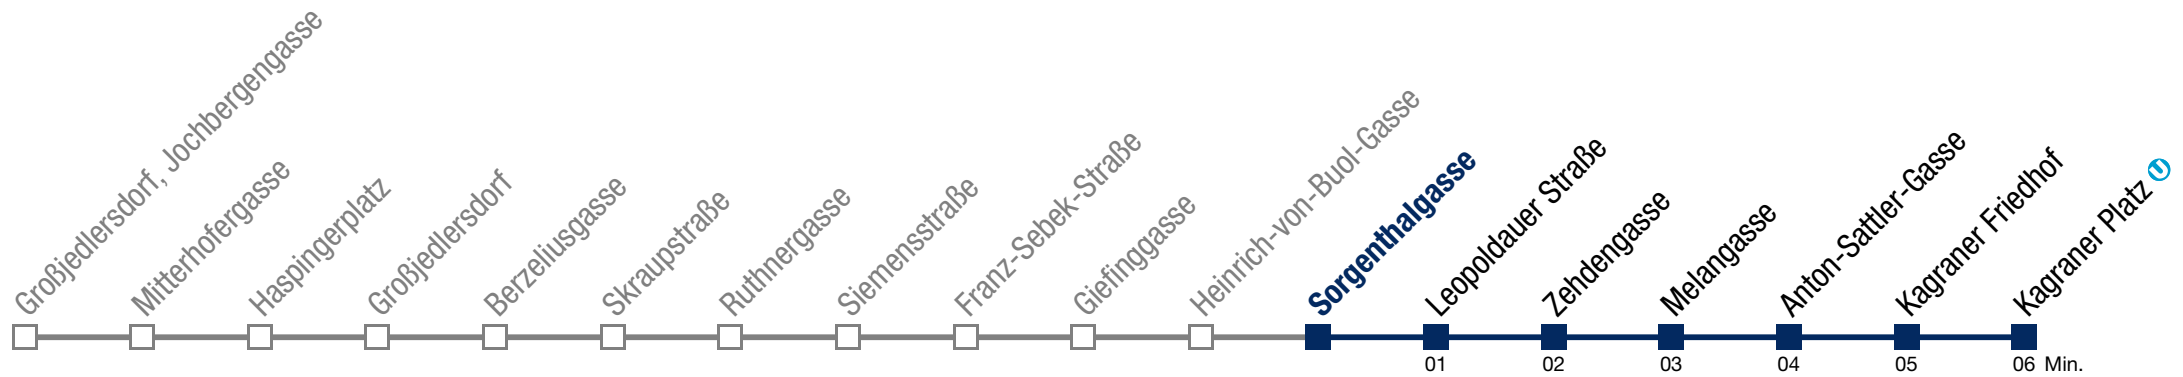 Großjedlersdorf, Jochbergengasse
Mitterhofergasse
Haspingerplatz
Großjedlersdorf
Berzeliusgasse
Skraupstraße
Ruthnergasse
Siemensstraße
Franz-Sebek-Straße
Giefinggasse
Heinrich-von-Buol-Gasse
Sorgenthalgasse
Leopoldauer Straße
Zehdengasse
Melangasse
Anton-Sattler-Gasse
Kagraner Friedhof
Kagraner Platz U
01 02 03 04 05 06 Min.